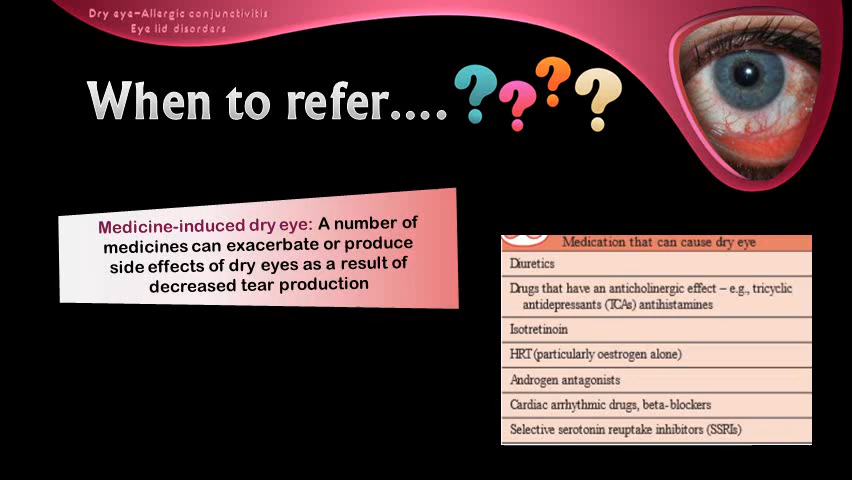 Dry eye-Allergic conjunctivitis
Eye lid disorders
When to refer....????
Medicine-induced dry eye: A number of
medicines can exacerbate or produce
side effects of dry eyes as a result of
decreased tear production
Medication that can cause dry eye
Diuretics
Drugs that have an anticholinergic effect – e.g., tricyclic
antidepressants (TCAs) antihistamines
Isotretinoin
HRT (particularly oestrogen alone)
Androgen antagonists
Cardiac arrhythmic drugs, beta-blockers
Selective serotonin reuptake inhibitors (SSRIs)